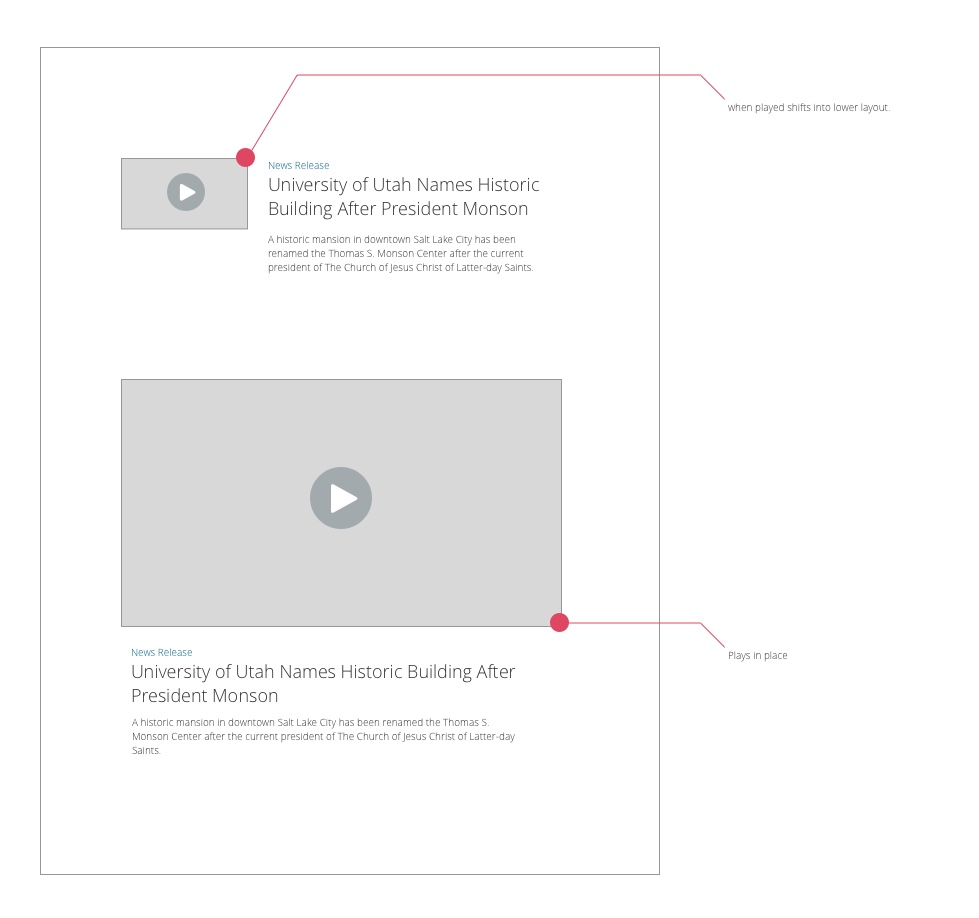 when played shifts into lower layout.
News Release
University of Utah Names Historic
Building After President Monson
A historic mansion in downtown Salt Lake City has been
renamed the Thomas S. Monson Center after the current
president of The Church of Jesus Christ of Latter-day Saints.
Plays in place
News Release
University of Utah Names Historic Building After
President Monson
A historic mansion in downtown Salt Lake City has been renamed the Thomas S.
Monson Center after the current president of The Church of Jesus Christ of Latter-day
Saints.